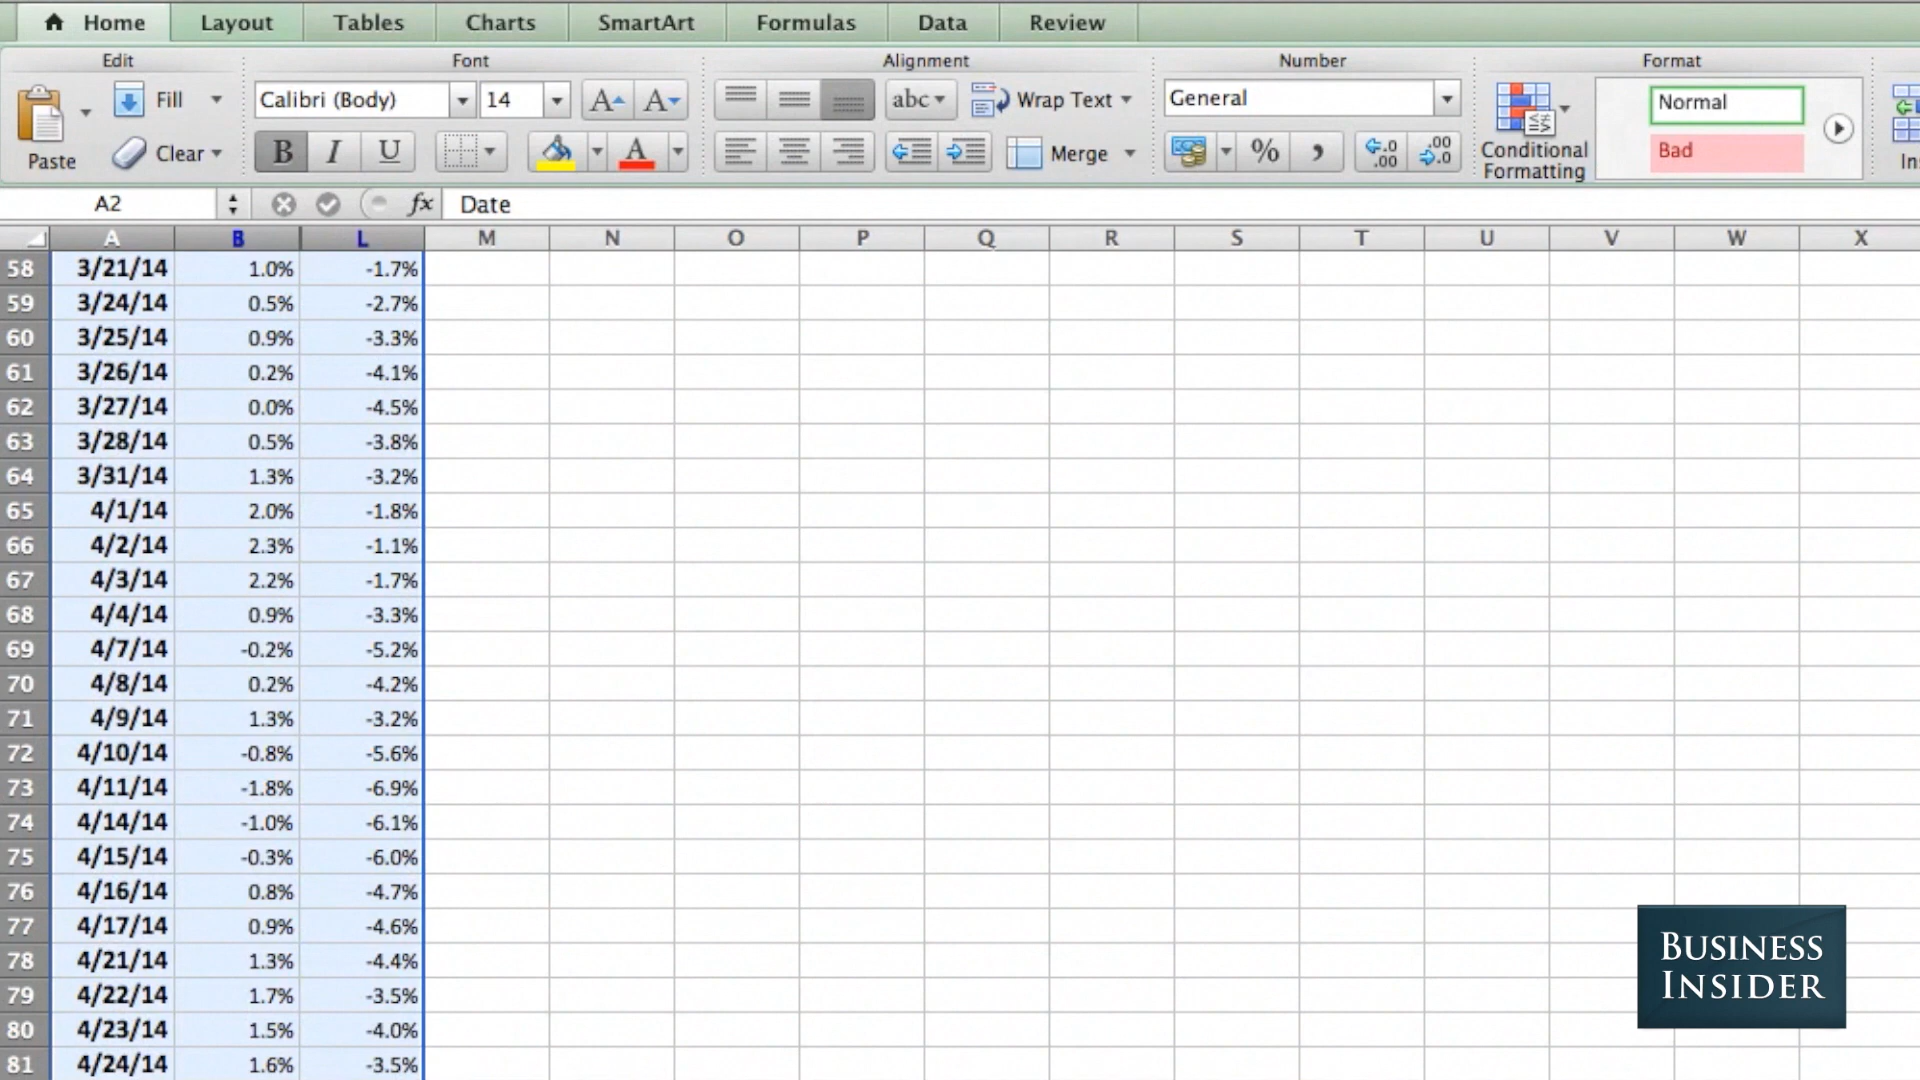 Home Layout Tables Charts SmartArt Formulas Data Review
Edit Font Alignment Number Format
Fill Calibri (Body) 14 A A abc Wrap Text General Normal
Paste Clear B I U A Merge % , .0 .00 .00 .0 Conditional Formatting Bad
A2 fx Date
A B L M N O P Q R S T U V W X
58 3/21/14 1.0% -1.7%
59 3/24/14 0.5% -2.7%
60 3/25/14 0.9% -3.3%
61 3/26/14 0.2% -4.1%
62 3/27/14 0.0% -4.5%
63 3/28/14 0.5% -3.8%
64 3/31/14 1.3% -3.2%
65 4/1/14 2.0% -1.8%
66 4/2/14 2.3% -1.1%
67 4/3/14 2.2% -1.7%
68 4/4/14 0.9% -3.3%
69 4/7/14 -0.2% -5.2%
70 4/8/14 0.2% -4.2%
71 4/9/14 1.3% -3.2%
72 4/10/14 -0.8% -5.6%
73 4/11/14 -1.8% -6.9%
74 4/14/14 -1.0% -6.1%
75 4/15/14 -0.3% -6.0%
76 4/16/14 0.8% -4.7%
77 4/17/14 0.9% -4.6%
78 4/21/14 1.3% -4.4%
79 4/22/14 1.7% -3.5%
80 4/23/14 1.5% -4.0%
81 4/24/14 1.6% -3.5%
BUSINESS
INSIDER